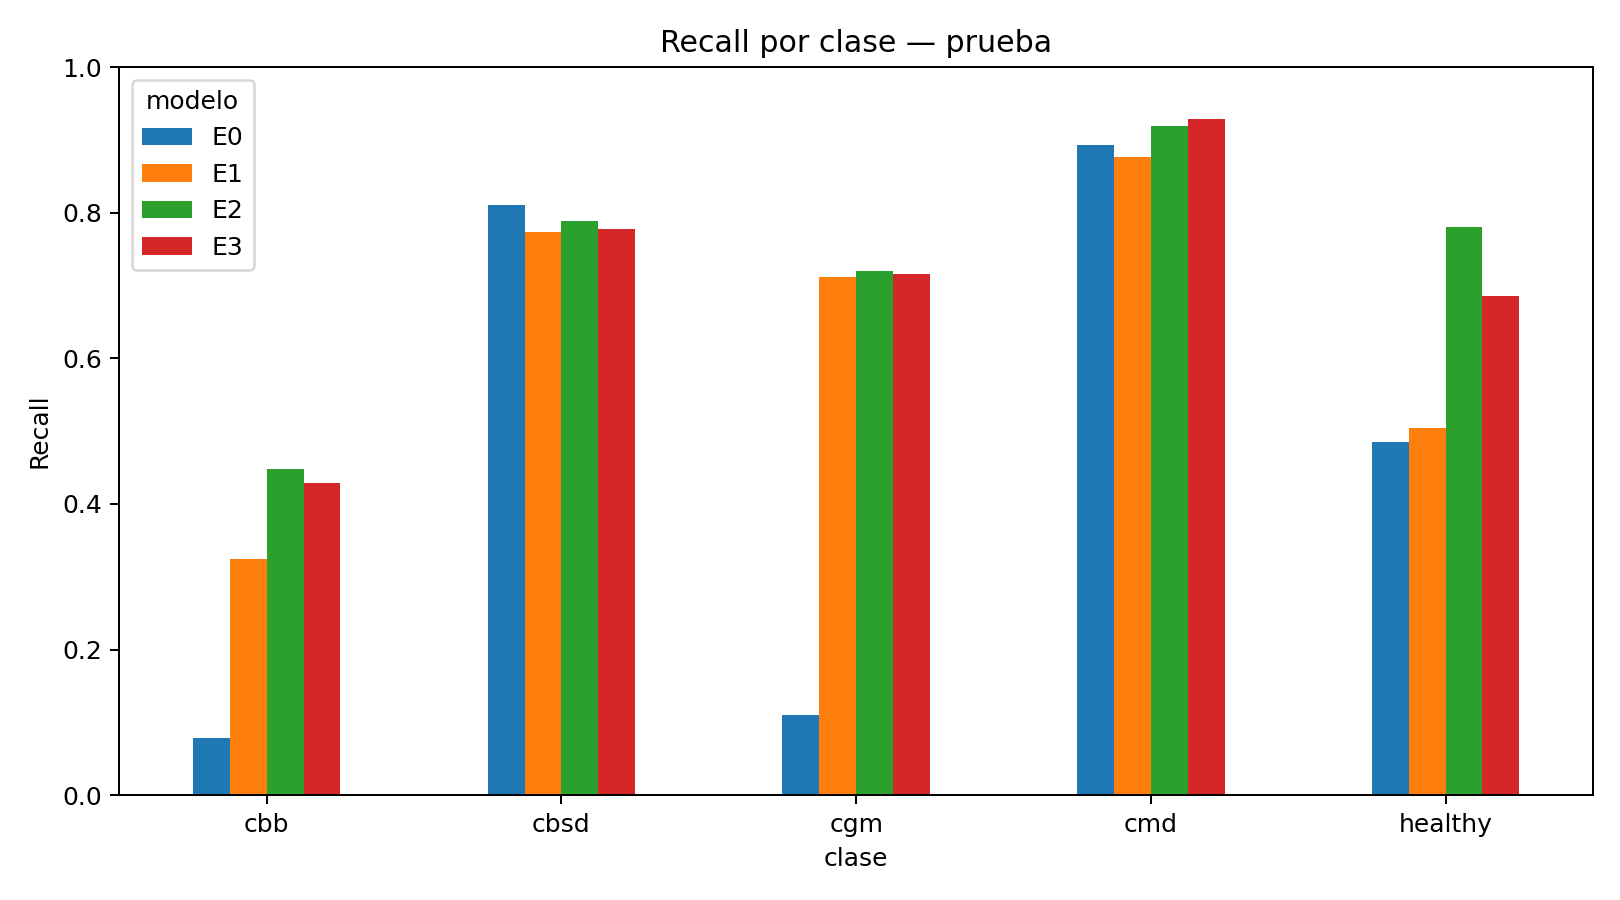 Recall por clase — prueba
modelo
E0
E1
E2
E3
Recall
1.0
0.8
0.6
0.4
0.2
0.0
cbb cbsd cgm cmd healthy
clase